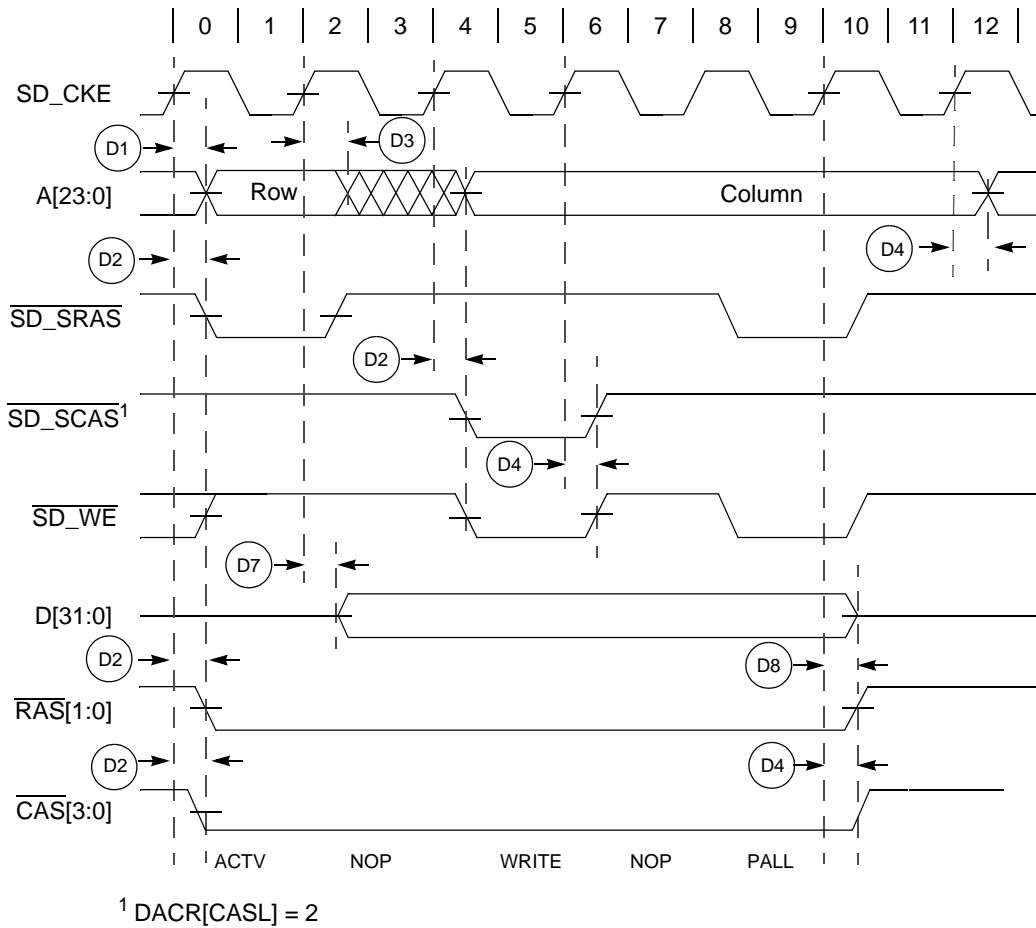 0 1 2 3 4 5 6 7 8 9 10 11 12
SD_CKE
D1
D3
A[23:0]
Row
Column
D2
D4
SD_SRAS
D2
SD_SCAS1
D4
SD_WE
D7
D[31:0]
D2
D8
RAS[1:0]
D2
D4
CAS[3:0]
ACTV NOP WRITE NOP PALL
1 DACR[CASL] = 2